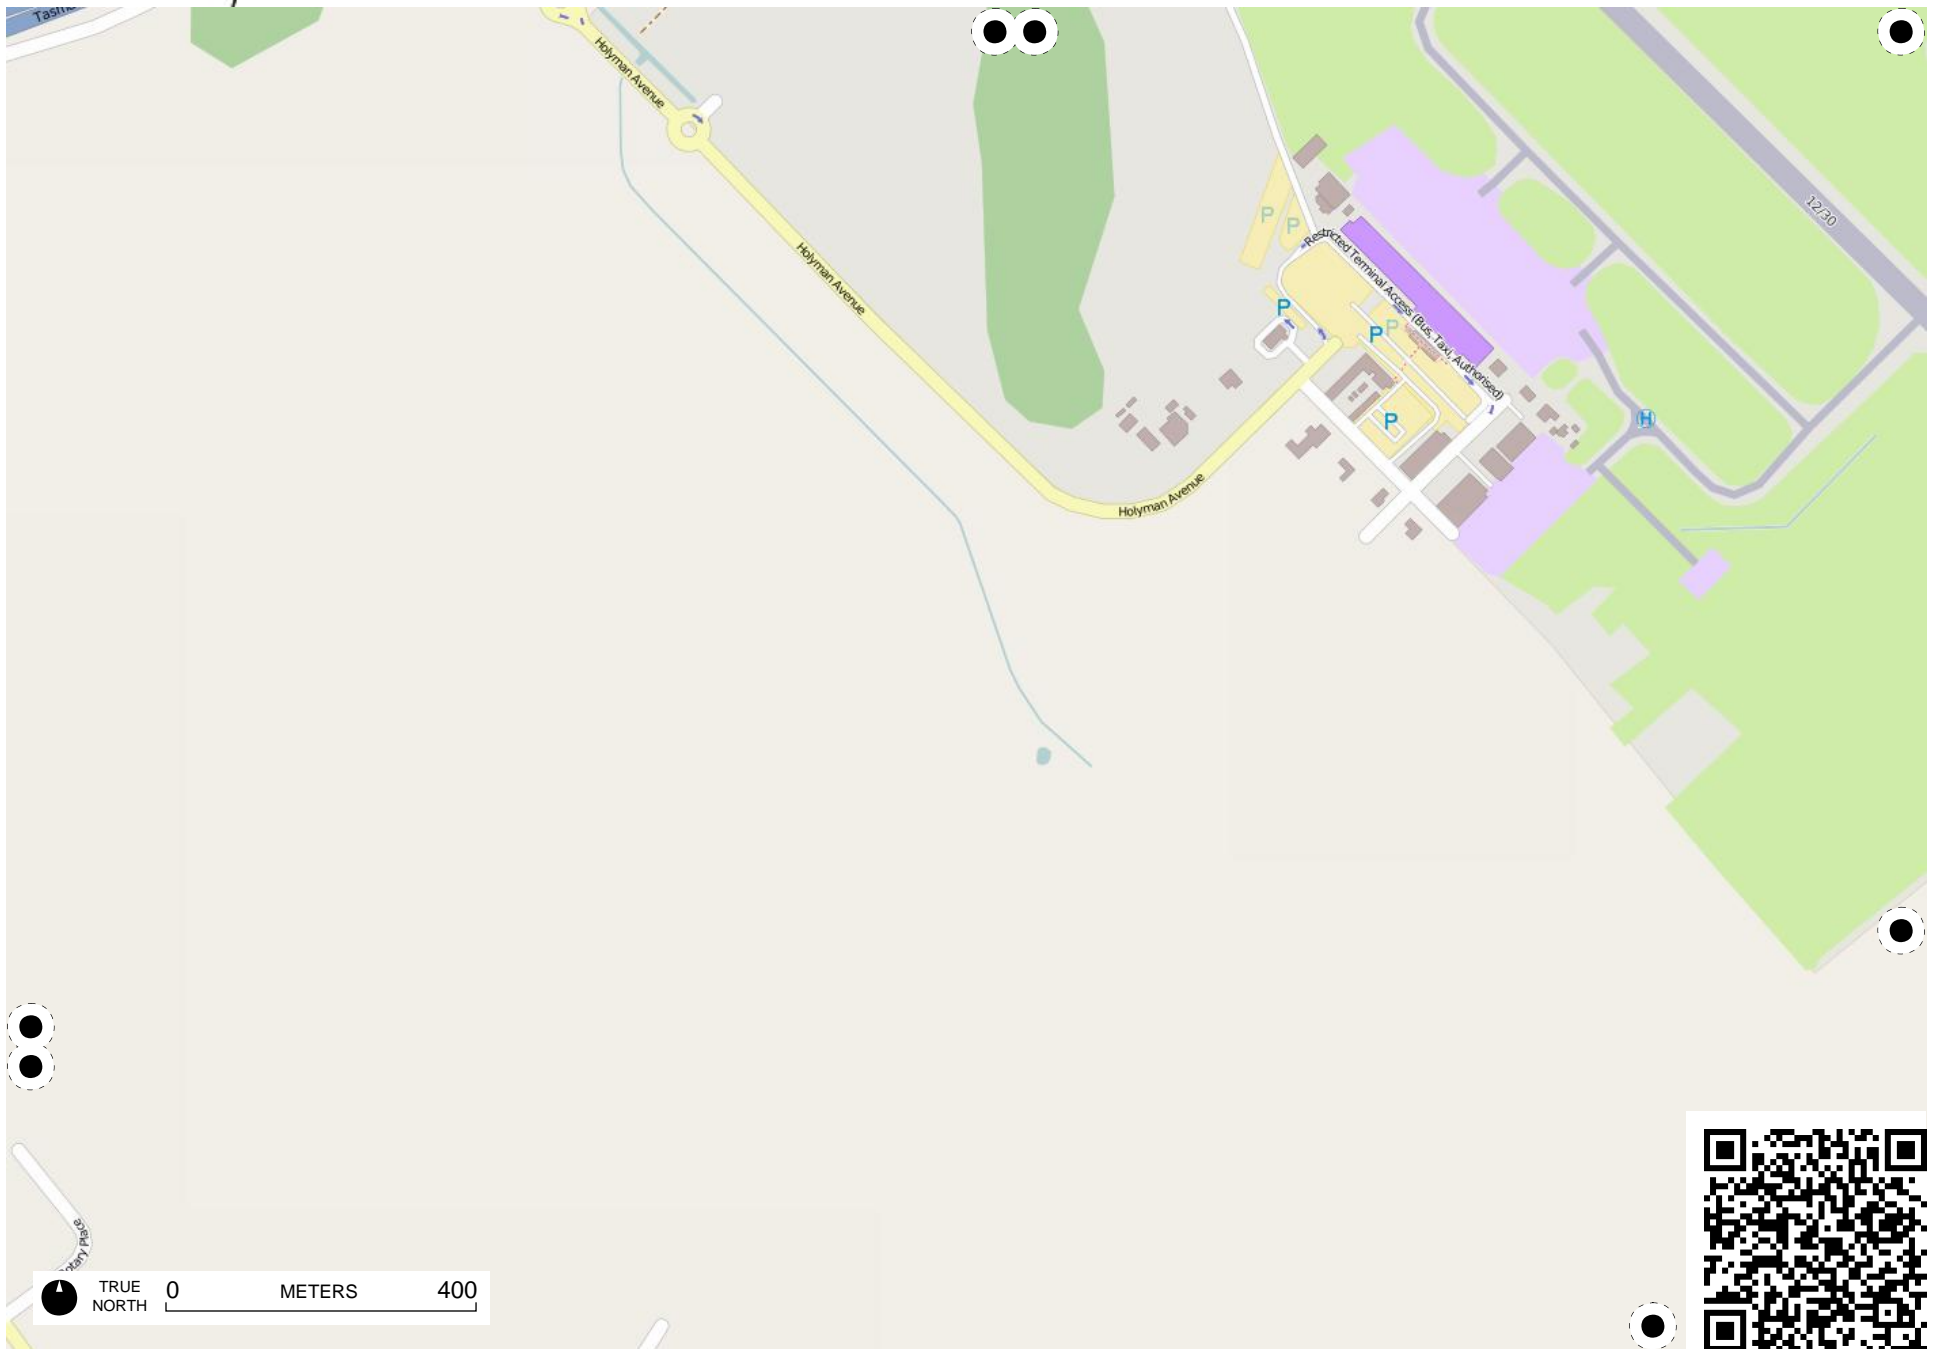 Holyman Avenue
12/30
P
P
Restricted Terminal Access (Bus, Taxi, Authorised)
Holyman Avenue
P
P
P
P
H
Holyman Avenue
TRUE
NORTH
0
METERS
400